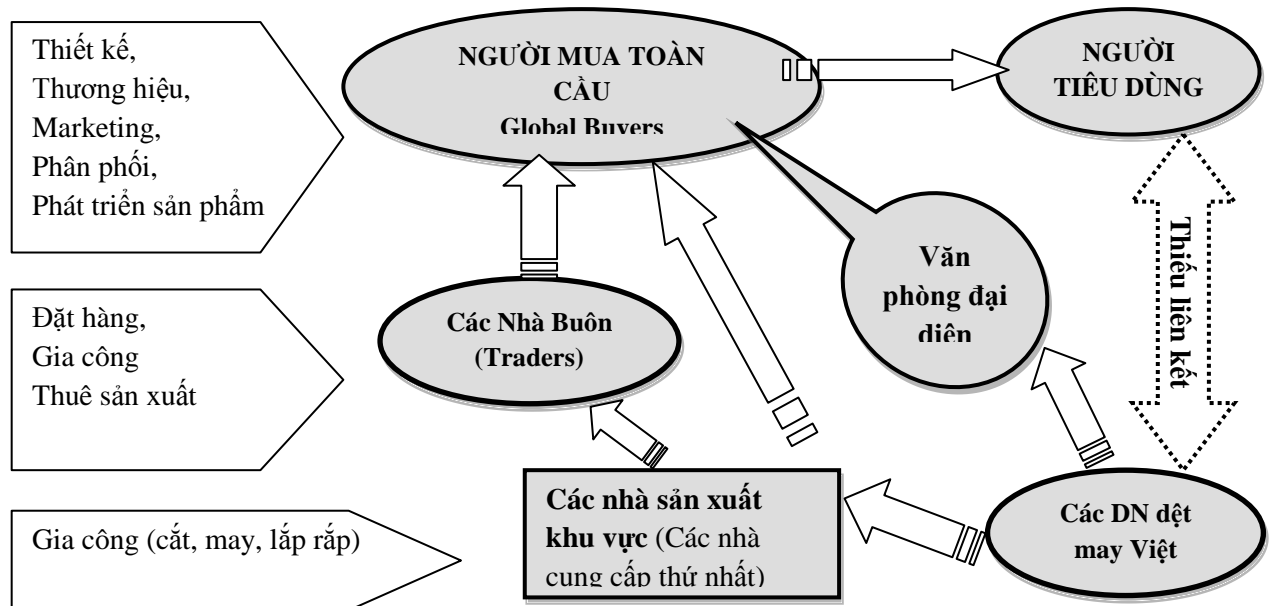 Thiết kế,
Thương hiệu,
Marketing,
Phân phối,
Phát triển sản phẩm
NGƯỜI MUA TOÀN
CẦU
Global Buyers
NGƯỜI
TIÊU DÙNG
Đặt hàng,
Gia công
Thuê sản xuất
Các Nhà Buôn
(Traders)
Văn
phòng đại
diện
Thiếu liên kết
Gia công (cắt, may, lắp rắp)
Các nhà sản xuất
khu vực (Các nhà
cung cấp thứ nhất)
Các DN dệt
may Việt